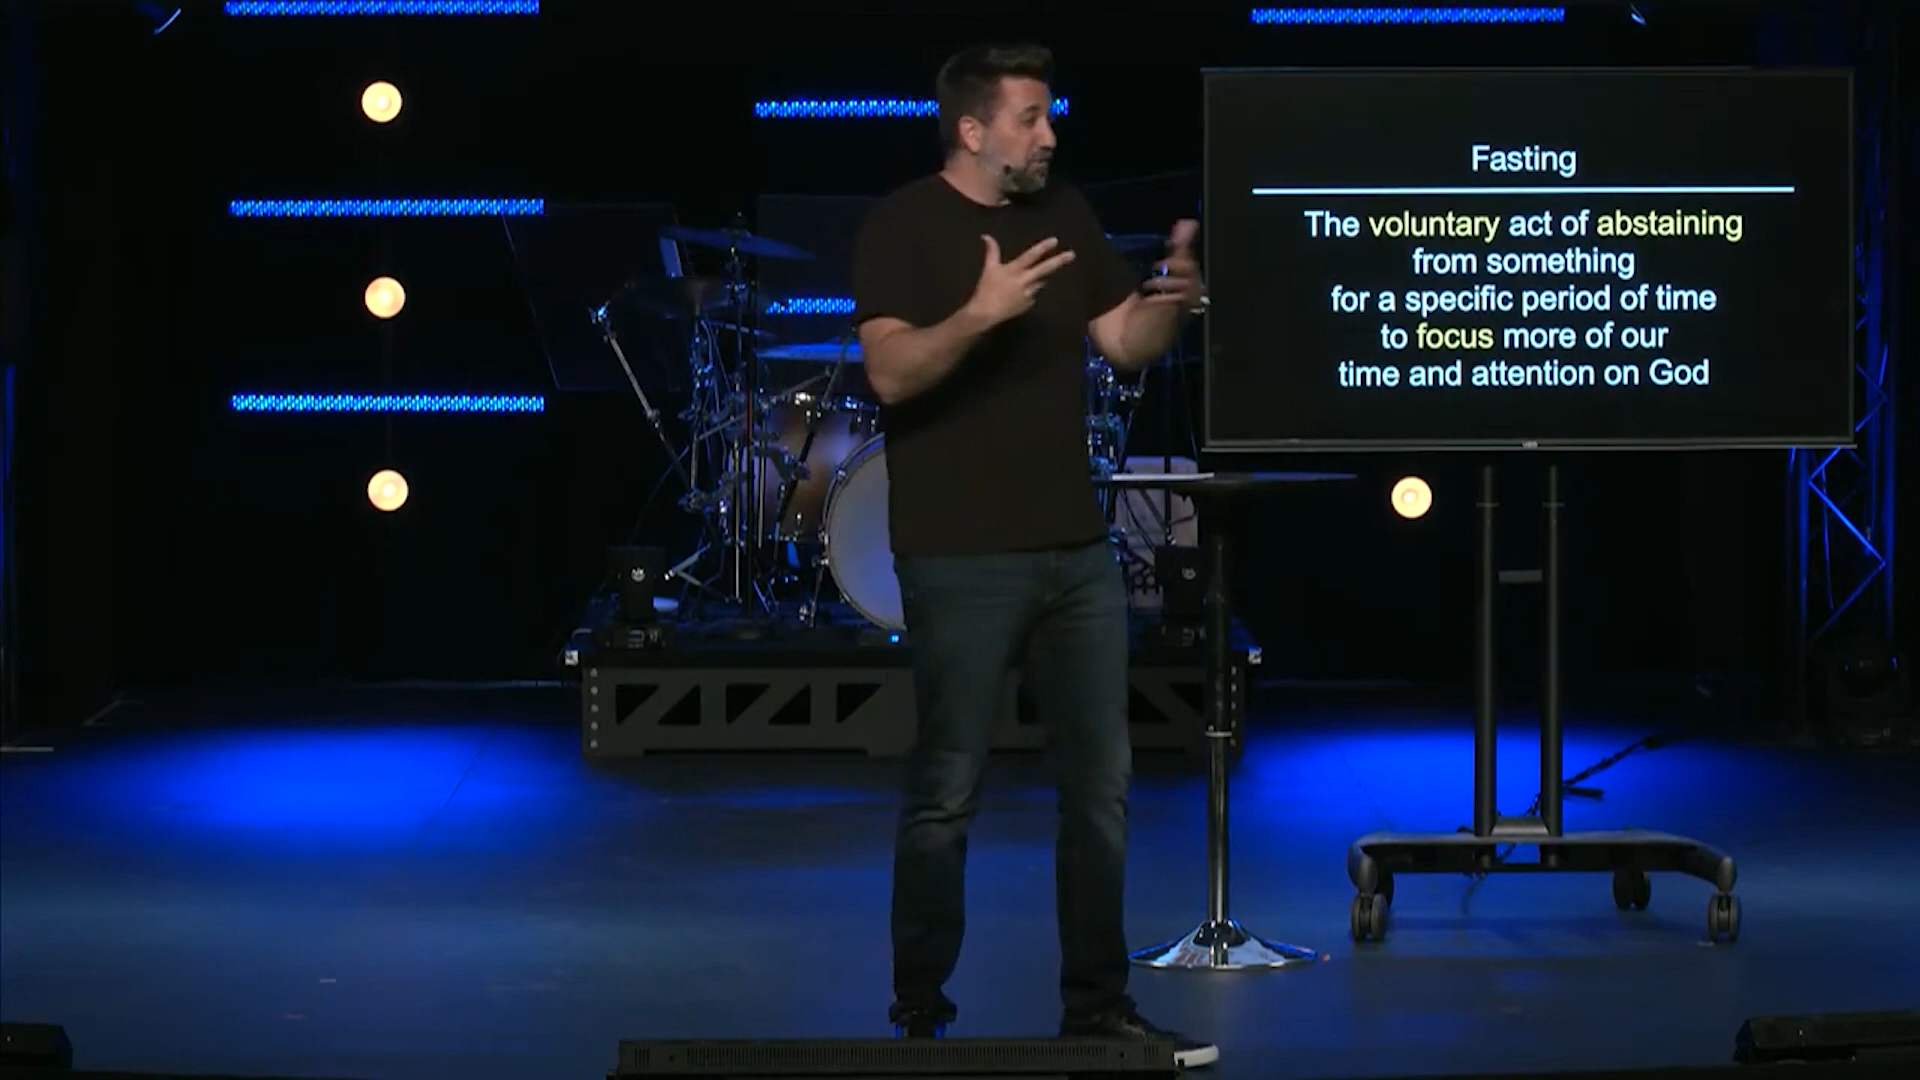 Fasting
The voluntary act of abstaining
from something
for a specific period of time
to focus more of our
time and attention on God